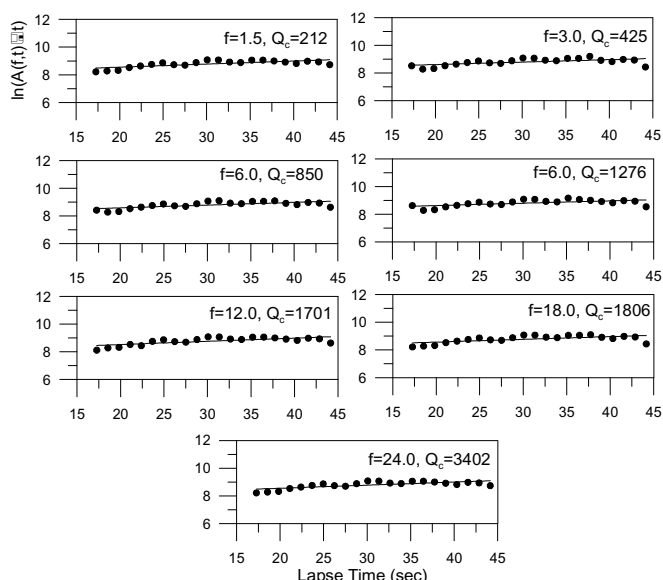 ln(A(f,t)□t)
12 10 8 6
f=1.5, Qc=212
15 20 25 30 35 40 45
12 10 8 6
f=3.0, Qc=425
15 20 25 30 35 40 45
12 10 8 6
f=6.0, Qc=850
15 20 25 30 35 40 45
12 10 8 6
f=6.0, Qc=1276
15 20 25 30 35 40 45
12 10 8 6
f=12.0, Qc=1701
15 20 25 30 35 40 45
12 10 8 6
f=18.0, Qc=1806
15 20 25 30 35 40 45
12 10 8 6
f=24.0, Qc=3402
15 20 25 30 35 40 45
Lapse Time (sec)